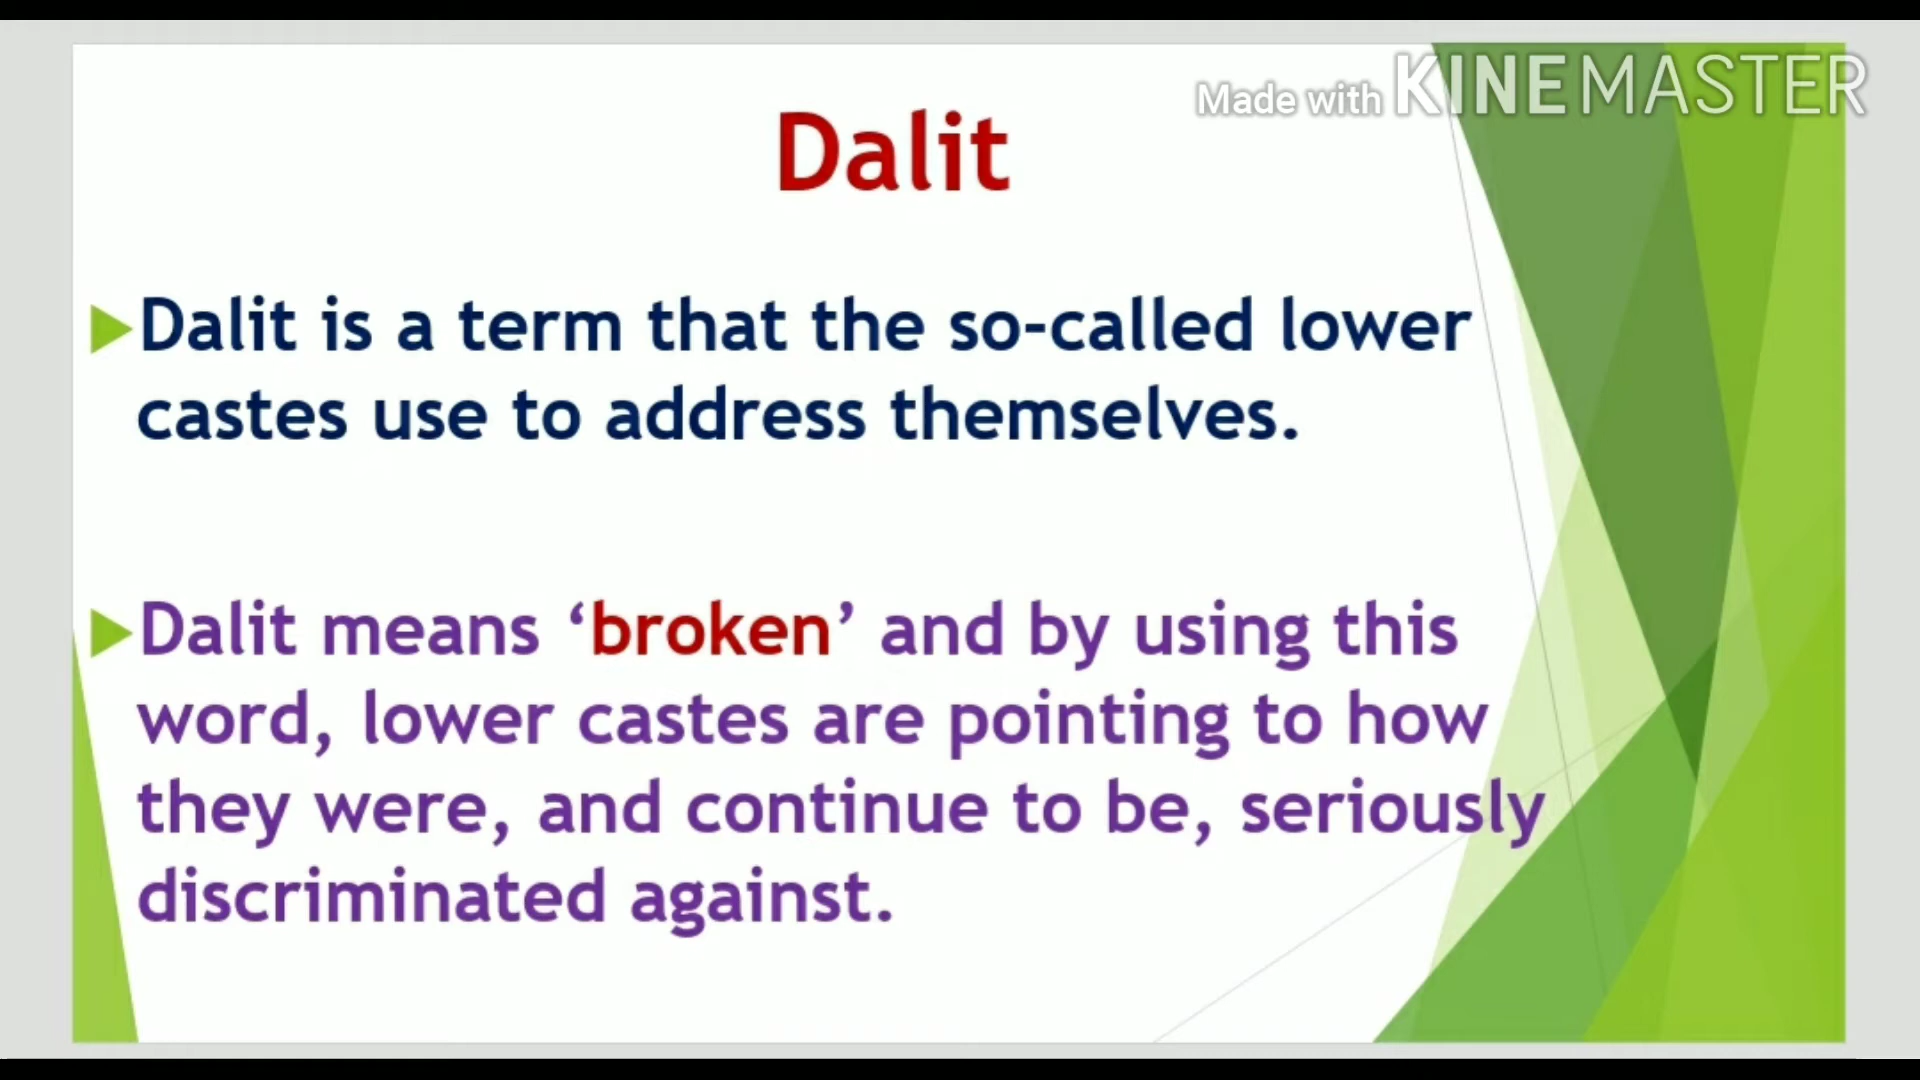 Made with KINEMASTER
Dalit
Dalit is a term that the so-called lower
castes use to address themselves.
Dalit means ‘broken’ and by using this
word, lower castes are pointing to how
they were, and continue to be, seriously
discriminated against.